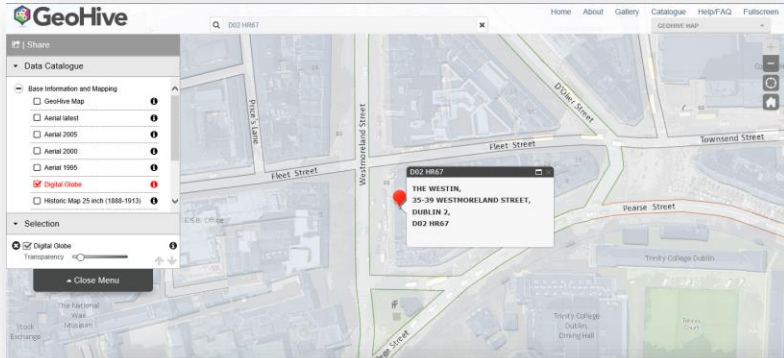 GeoHive
D02 HR67
Home About Gallery Catalogue Help/FAQ Fullscreen
GEOHIVE MAP
| Share
Data Catalogue
Base Information and Mapping
GeoHive Map
Aerial latest
Aerial 2005
Aerial 2000
Aerial 1995
Digital Globe
Historic Map 25 inch (1888-1913)
Selection
Digital Globe
Transparency
Close Menu
Price's Lane
Westmoreland Street
D'Olier Street
Townsend Street
Fleet Street
Fleet Street
D02 HR67
THE WESTIN,
35-39 WESTMORELAND STREET,
DUBLIN 2,
D02 HR67
Pearse Street
Office
Trinity College Dublin
The National
Wax
Museum
Stock
Exchange
Trinity College
Dublin,
Dining Hall
Tennis
Court
Street